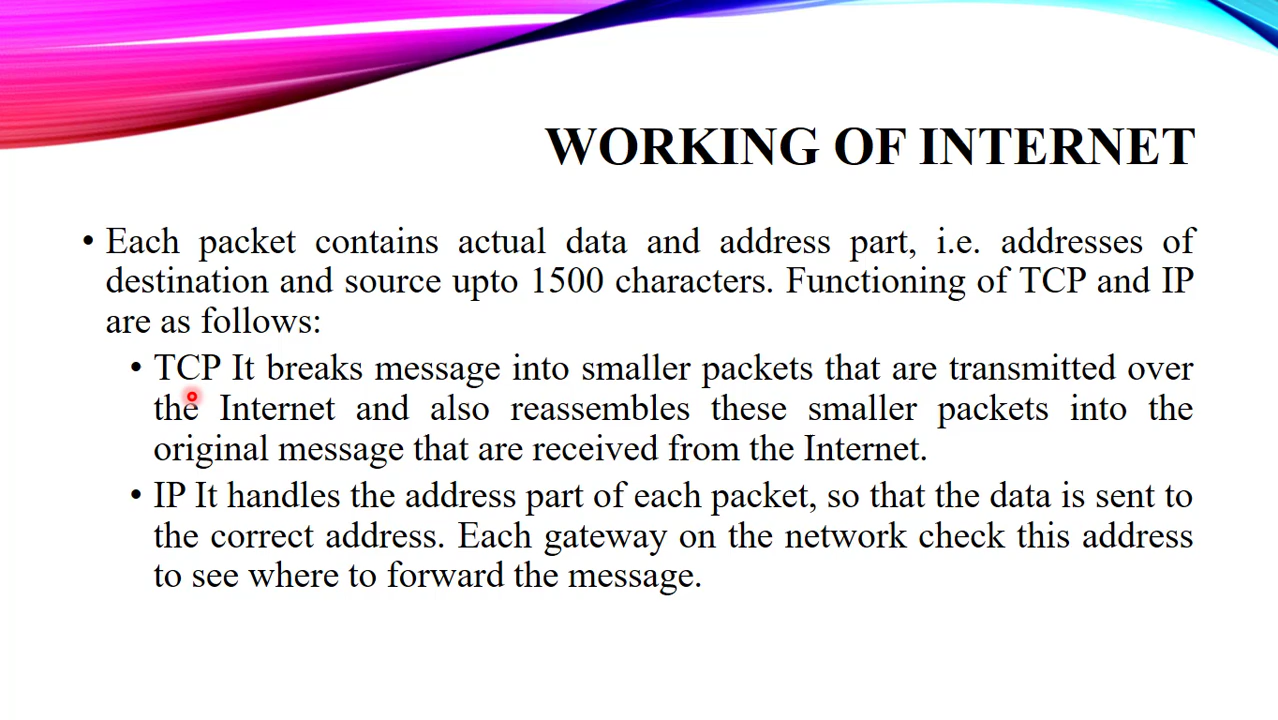 WORKING OF INTERNET
• Each packet contains actual data and address part, i.e. addresses of
destination and source upto 1500 characters. Functioning of TCP and IP
are as follows:
• TCP It breaks message into smaller packets that are transmitted over
the Internet and also reassembles these smaller packets into the
original message that are received from the Internet.
• IP It handles the address part of each packet, so that the data is sent to
the correct address. Each gateway on the network check this address
to see where to forward the message.